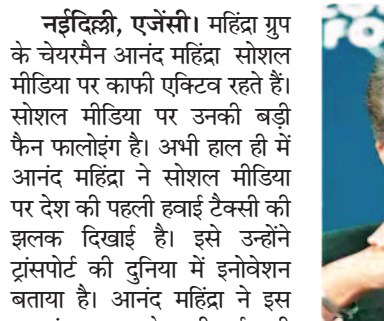 नईदिल्ली, एजेंसी। महिंद्रा ग्रुप
के चेयरमैन आनंद महिंद्रा सोशल
मीडिया पर काफी एक्टिव रहते हैं।
सोशल मीडिया पर उनकी बड़ी
फैन फालोइंग है। अभी हाल ही में
आनंद महिंद्रा ने सोशल मीडिया
पर देश की पहली हवाई टैक्सी की
झलक दिखाई है। इसे उन्होंने
ट्रांसपोर्ट की दुनिया में इनोवेशन
बताया है। आनंद महिंद्रा ने इस